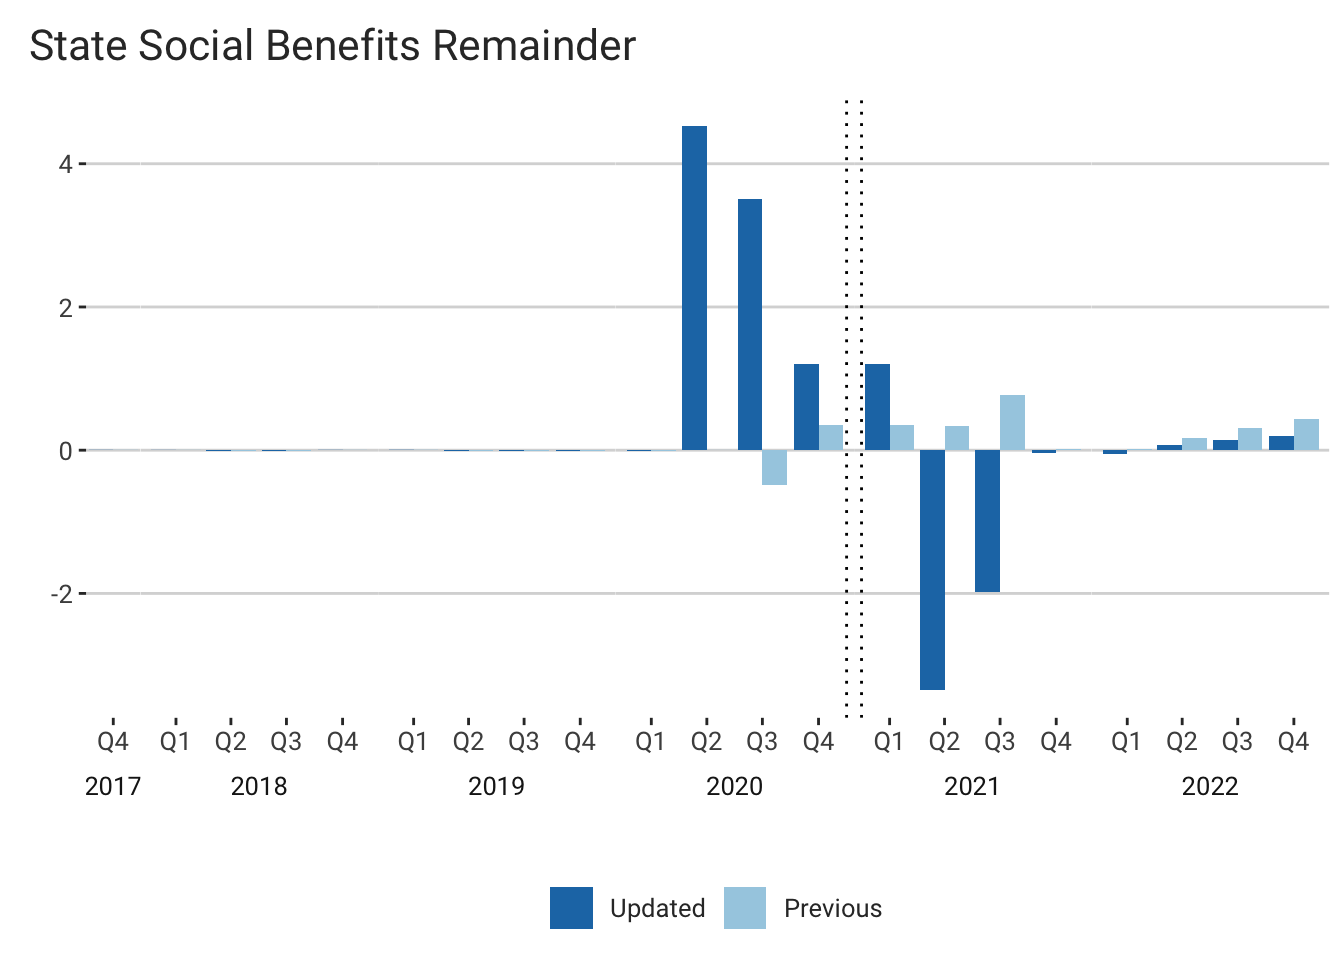 State Social Benefits Remainder
4
2
0
-2
Q4 Q1 Q2 Q3 Q4 Q1 Q2 Q3 Q4 Q1 Q2 Q3 Q4 Q1 Q2 Q3 Q4 Q1 Q2 Q3 Q4
2017 2018 2019 2020 2021 2022
Updated Previous